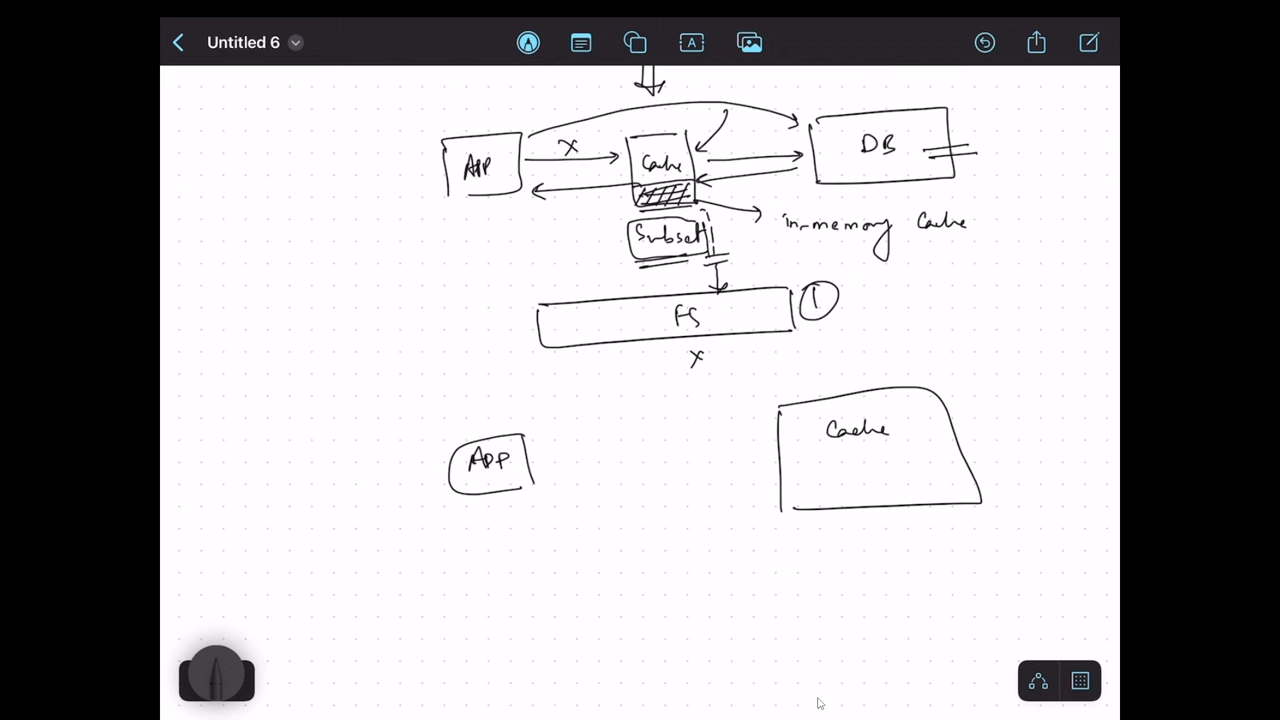 Untitled 6
APP
X
Cache
DB
in-memory Cache
Subset
FS
1
X
Cache
APP